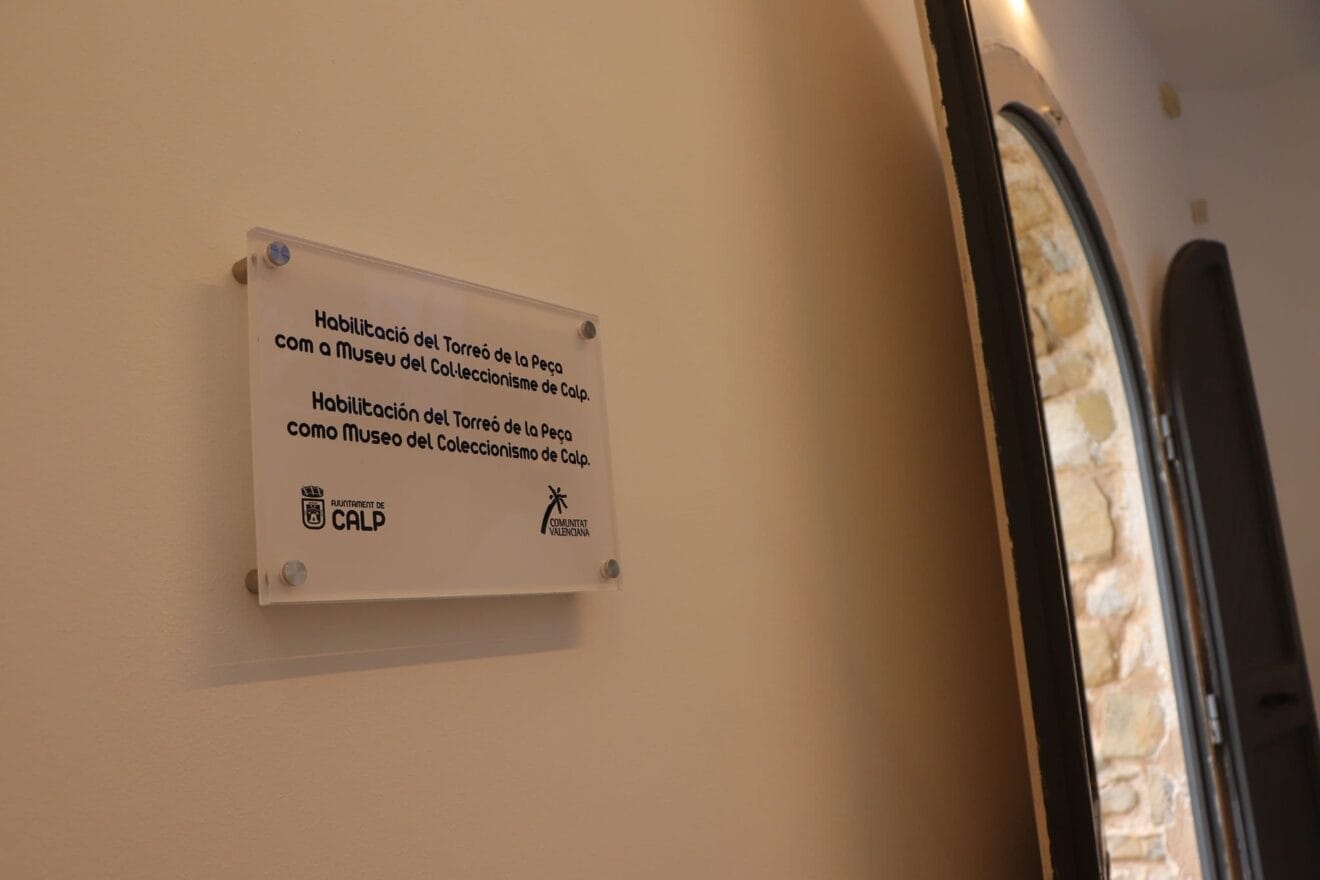 Habilitació del Torreó de la Peça
com a Museu del Col·leccionisme de Calp.
Habilitación del Torreó de la Peça
como Museo del Coleccionismo de Calp.
AJUNTAMENT DE
CALP
COMUNITAT
VALENCIANA